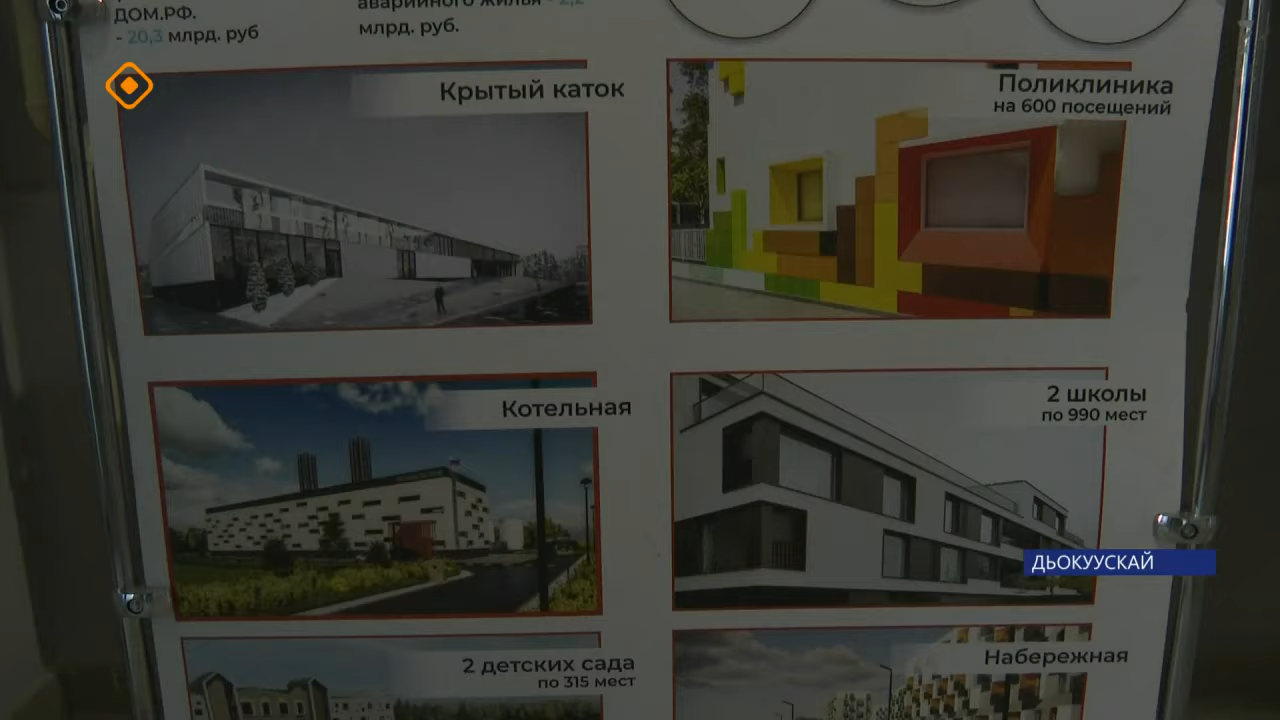 ДОМ.РФ.
- 20,3 млрд. руб
аварийного жилья - 2,2
млрд. руб.
Крытый каток
Поликлиника
на 600 посещений
Котельная
2 школы
по 990 мест
ДЬОКУУСКАЙ
2 детских сада
по 315 мест
Набережная